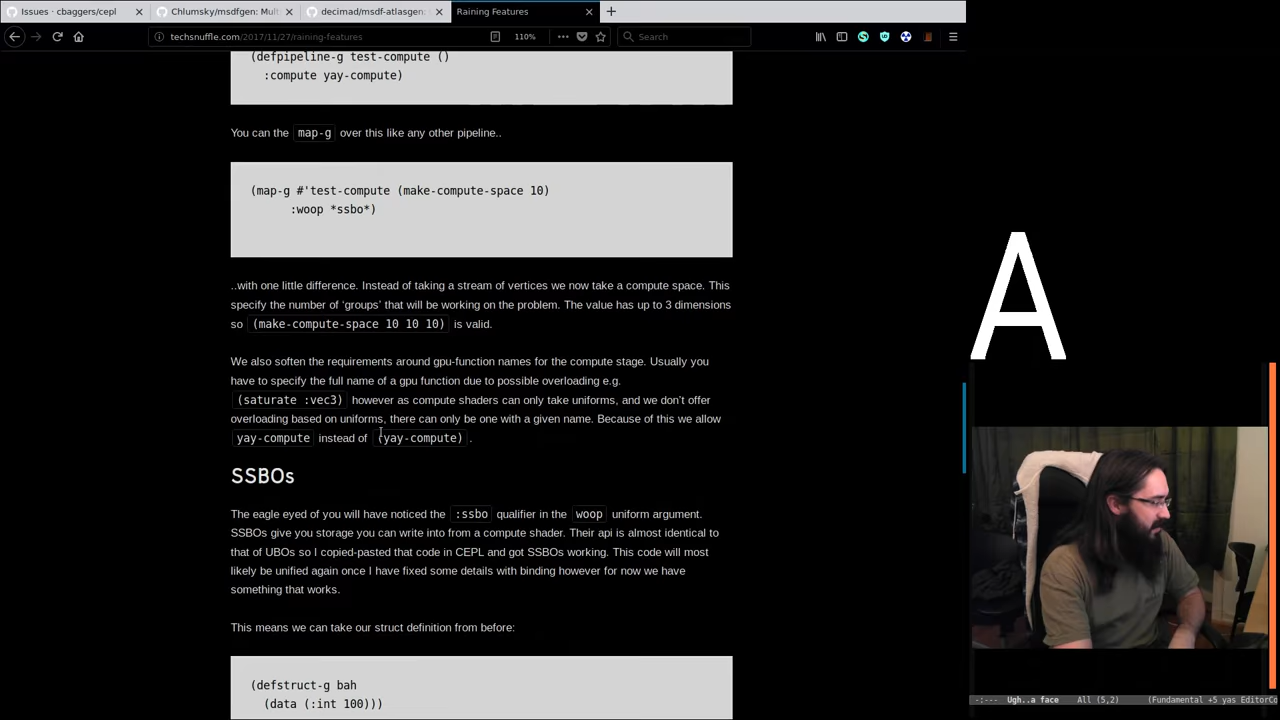 Issues · cbaggers/cepl
Chlumsky/msdfgen: Mult
decimad/msdf-atlasgen:
Raining Features
techsnuffle.com/2017/11/27/raining-features
110%
Search
(defpipeline-g test-compute ()
:compute yay-compute)
You can the map-g over this like any other pipeline..
(map-g #'test-compute (make-compute-space 10)
:woop *ssbo*)
..with one little difference. Instead of taking a stream of vertices we now take a compute space. This
specify the number of ‘groups’ that will be working on the problem. The value has up to 3 dimensions
so (make-compute-space 10 10 10) is valid.
We also soften the requirements around gpu-function names for the compute stage. Usually you
have to specify the full name of a gpu function due to possible overloading e.g.
(saturate :vec3) however as compute shaders can only take uniforms, and we don’t offer
overloading based on uniforms, there can only be one with a given name. Because of this we allow
yay-compute instead of (yay-compute) .
SSBOs
The eagle eyed of you will have noticed the :ssbo qualifier in the woop uniform argument.
SSBOs give you storage you can write into from a compute shader. Their api is almost identical to
that of UBOs so I copied-pasted that code in CEPL and got SSBOs working. This code will most
likely be unified again once I have fixed some details with binding however for now we have
something that works.
This means we can take our struct definition from before:
(defstruct-g bah
(data (:int 100)))
A
-:--- Ugh..a face All (5,2) (Fundamental +5 yas EditorCo